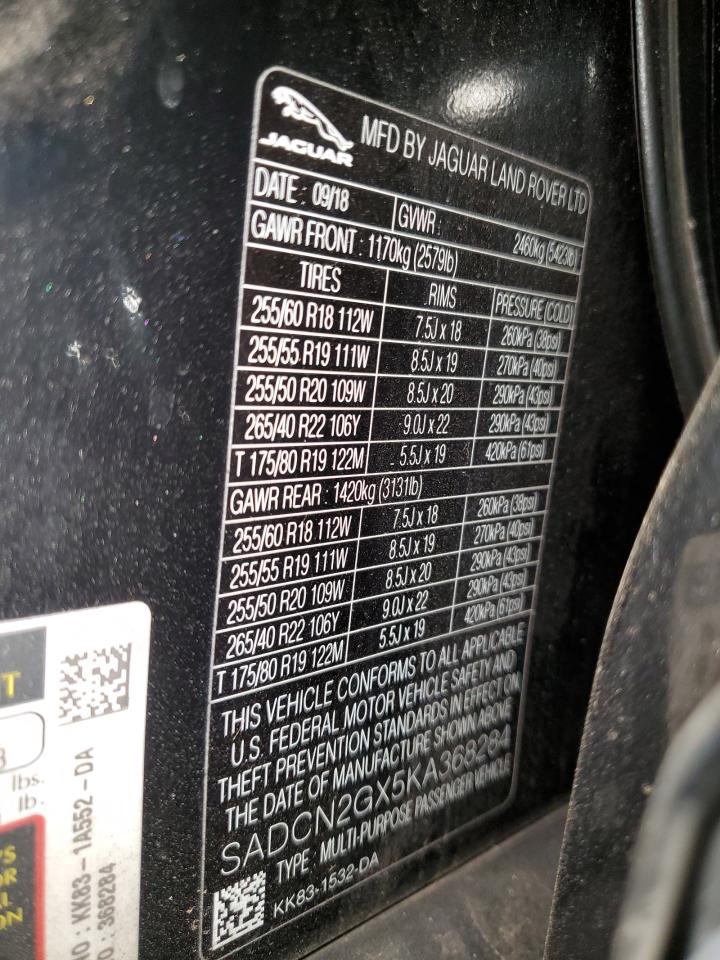 JAGUAR
MFD BY JAGUAR LAND ROVER LTD
DATE : 09/18 GVWR : 2460kg (5423lb)
GAWR FRONT : 1170kg (2579lb)
TIRES RIMS PRESSURE (COLD)
255/60 R18 112W 7.5J x 18 260kPa (38psi)
255/55 R19 111W 8.5J x 19 270kPa (40psi)
255/50 R20 109W 8.5J x 20 290kPa (43psi)
265/40 R22 106Y 9.0J x 22 290kPa (43psi)
T 175/80 R19 122M 5.5J x 19 420kPa (61psi)
GAWR REAR : 1420kg (3131lb)
255/60 R18 112W 7.5J x 18 260kPa (38psi)
255/55 R19 111W 8.5J x 19 270kPa (40psi)
255/50 R20 109W 8.5J x 20 290kPa (43psi)
265/40 R22 106Y 9.0J x 22 290kPa (43psi)
T 175/80 R19 122M 5.5J x 19 420kPa (61psi)
THIS VEHICLE CONFORMS TO ALL APPLICABLE
U.S. FEDERAL MOTOR VEHICLE SAFETY AND
THEFT PREVENTION STANDARDS IN EFFECT ON
THE DATE OF MANUFACTURE SHOWN ABOVE
SADCN2GX5KA368284
TYPE : MULTI-PURPOSE PASSENGER VEHICLE
KK83-1532-DA
lbs.
lb.
NO : KK83-1A552-DA
NO. : 368284